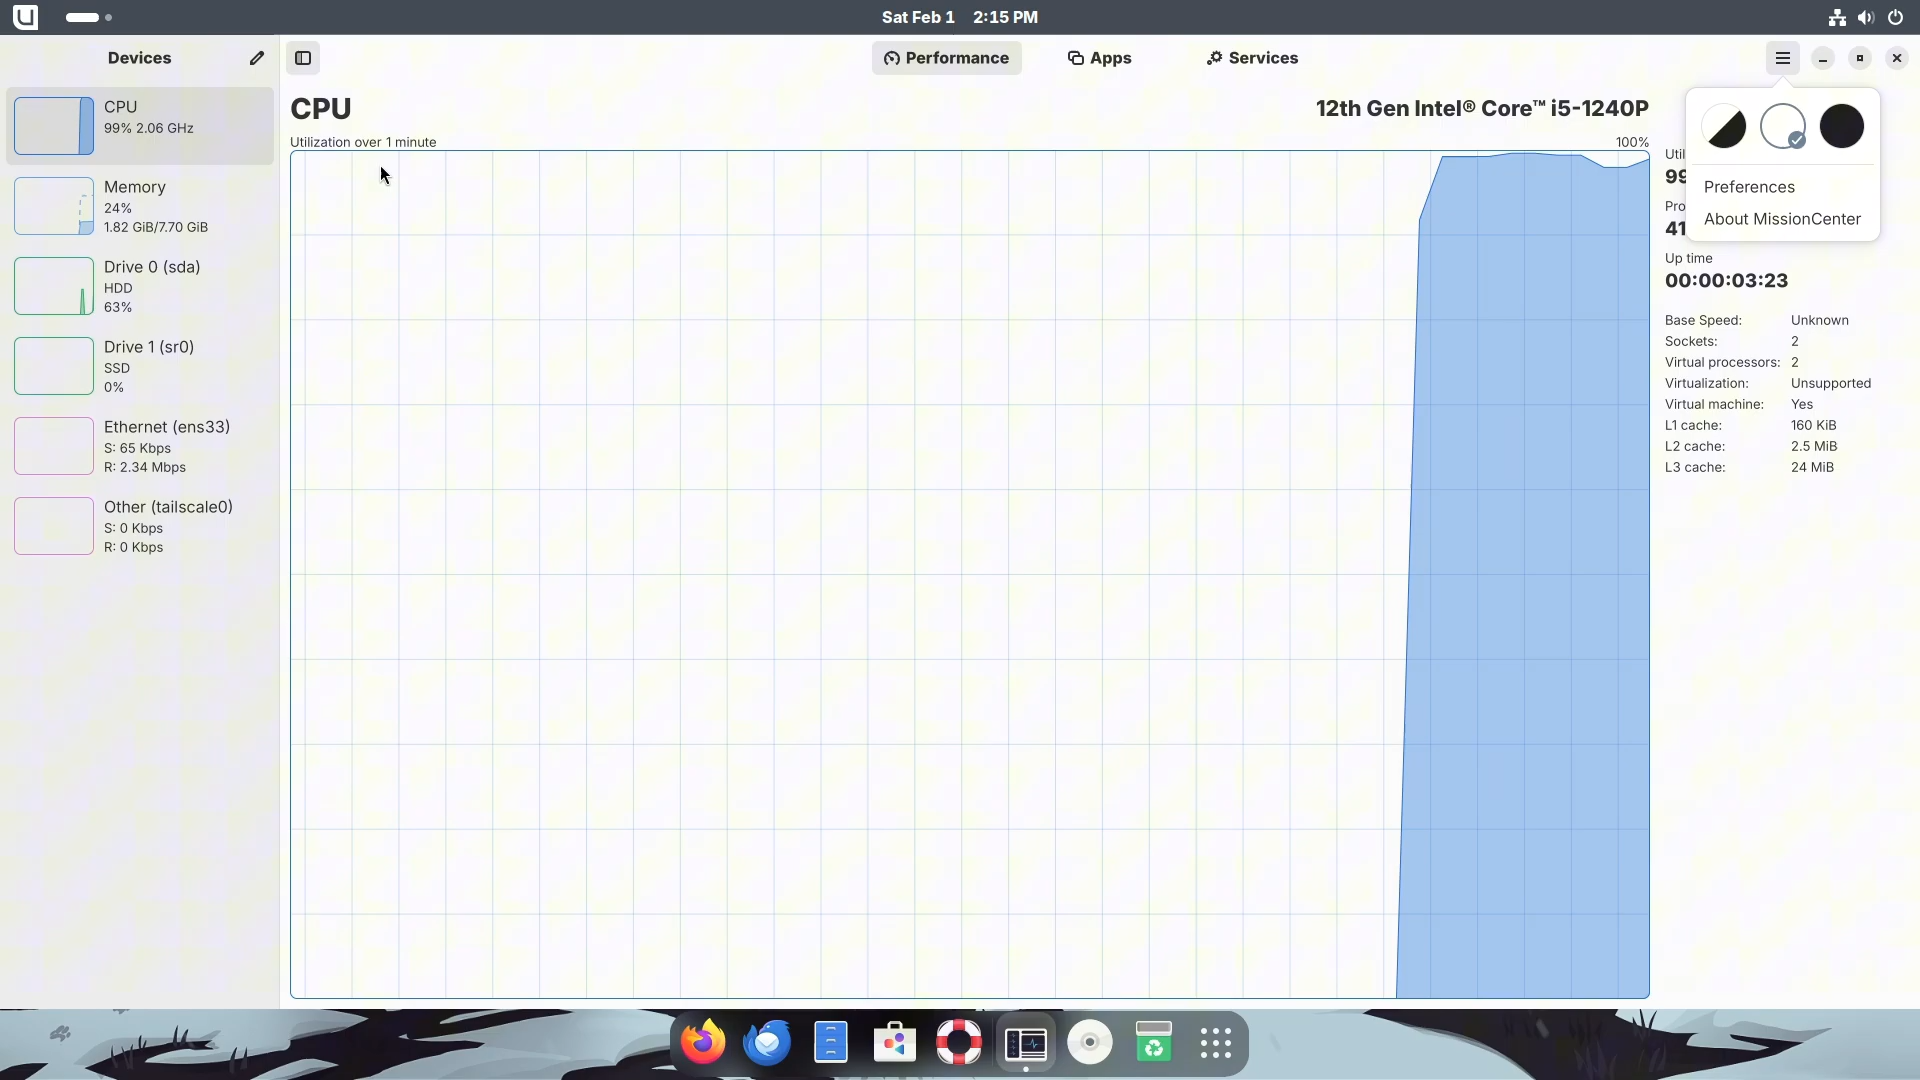 Sat Feb 1 2:15 PM
Devices
Performance
Apps
Services
CPU
99% 2.06 GHz
Memory
24%
1.82 GiB/7.70 GiB
Drive 0 (sda)
HDD
63%
Drive 1 (sr0)
SSD
0%
Ethernet (ens33)
S: 65 Kbps
R: 2.34 Mbps
Other (tailscale0)
S: 0 Kbps
R: 0 Kbps
CPU
12th Gen Intel® Core™ i5-1240P
Utilization over 1 minute
100%
Preferences
About MissionCenter
Util
99
Pro
41
Up time
00:00:03:23
Base Speed: Unknown
Sockets: 2
Virtual processors: 2
Virtualization: Unsupported
Virtual machine: Yes
L1 cache: 160 KiB
L2 cache: 2.5 MiB
L3 cache: 24 MiB